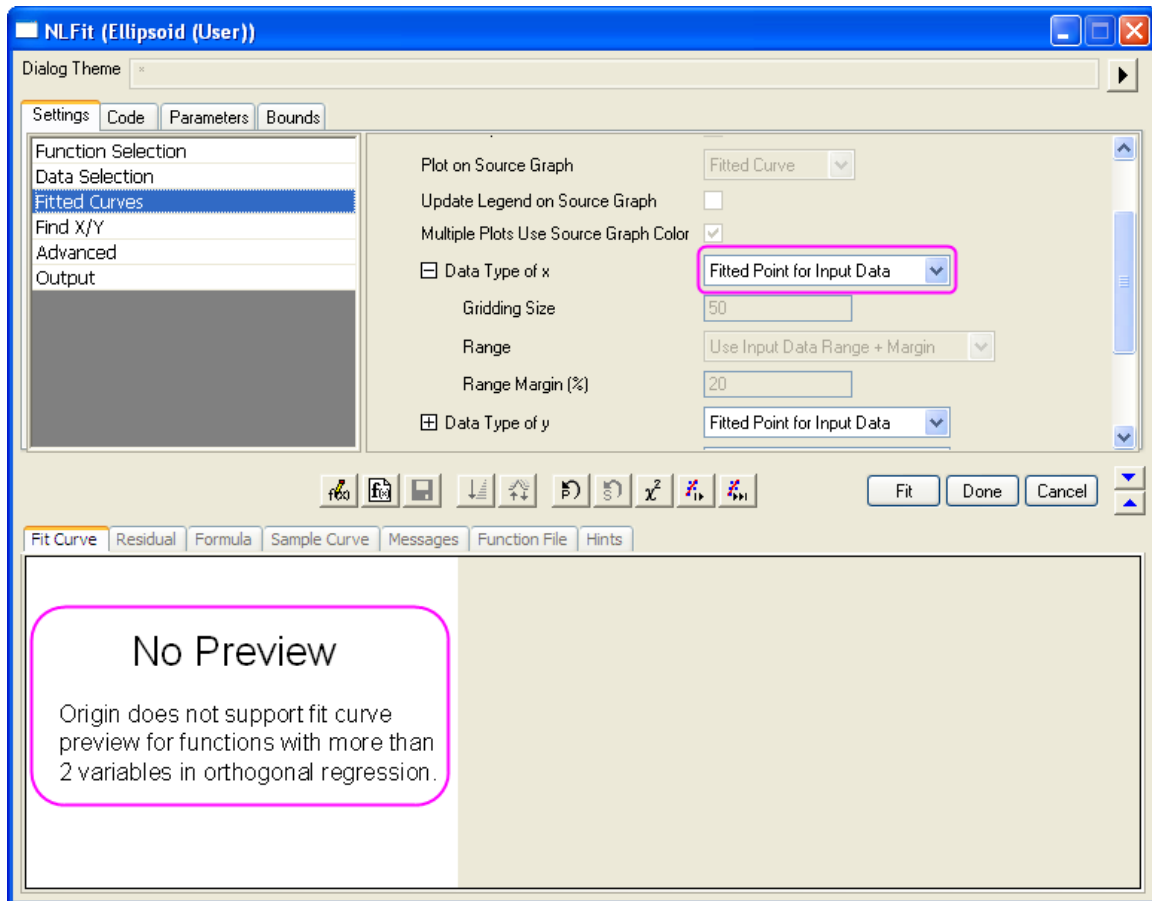 NLFit (Ellipsoid (User))
Dialog Theme *
Settings Code Parameters Bounds
Function Selection
Data Selection
Fitted Curves
Find X/Y
Advanced
Output
Plot on Source Graph Fitted Curve
Update Legend on Source Graph
Multiple Plots Use Source Graph Color
Data Type of x Fitted Point for Input Data
Gridding Size 50
Range Use Input Data Range + Margin
Range Margin (%) 20
Data Type of y Fitted Point for Input Data
Fit Done Cancel
Fit Curve Residual Formula Sample Curve Messages Function File Hints
No Preview
Origin does not support fit curve
preview for functions with more than
2 variables in orthogonal regression.